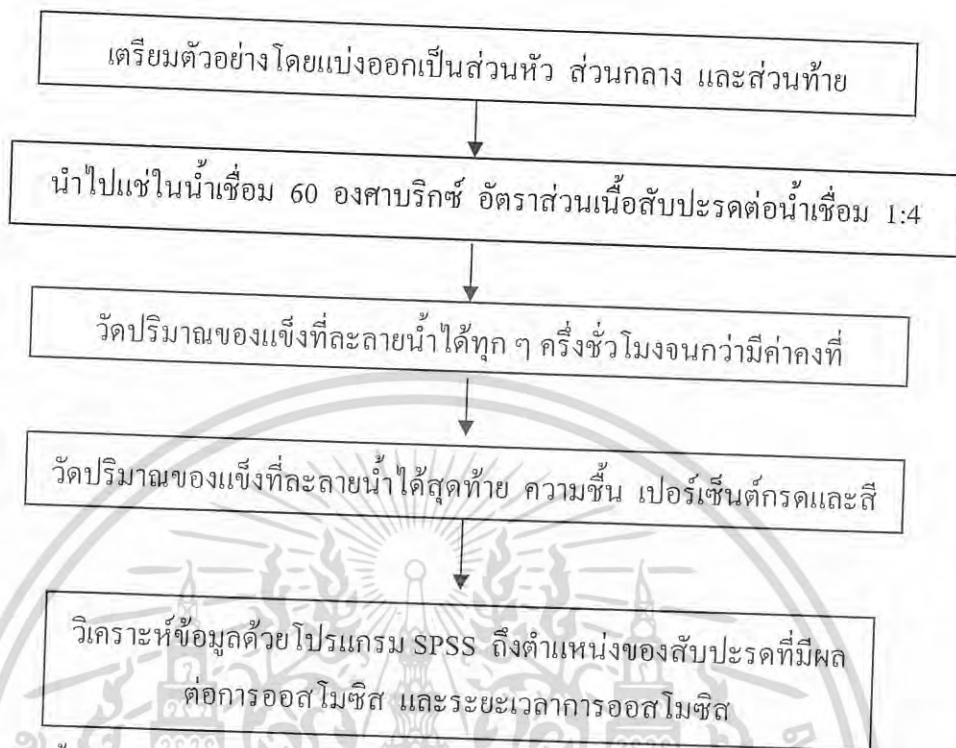 เตรียมตัวอย่างโดยแบ่งออกเป็นส่วนหัว ส่วนกลาง และส่วนท้าย
นำไปแช่ในน้ำเชื่อม 60 องศาบริกซ์ อัตราส่วนเนื้อสับปะรดต่อน้ำเชื่อม 1:4
วัดปริมาณของแข็งที่ละลายน้ำได้ทุก ๆ ครึ่งชั่วโมงจนกว่ามีค่าคงที่
วัดปริมาณของแข็งที่ละลายน้ำได้สุดท้าย ความชื้น เปอร์เซ็นต์กรดและสี
วิเคราะห์ข้อมูลด้วยโปรแกรม SPSS ถึงตำแหน่งของสับปะรดที่มีผล
ต่อการออสโมซิส และระยะเวลาการออสโมซิส